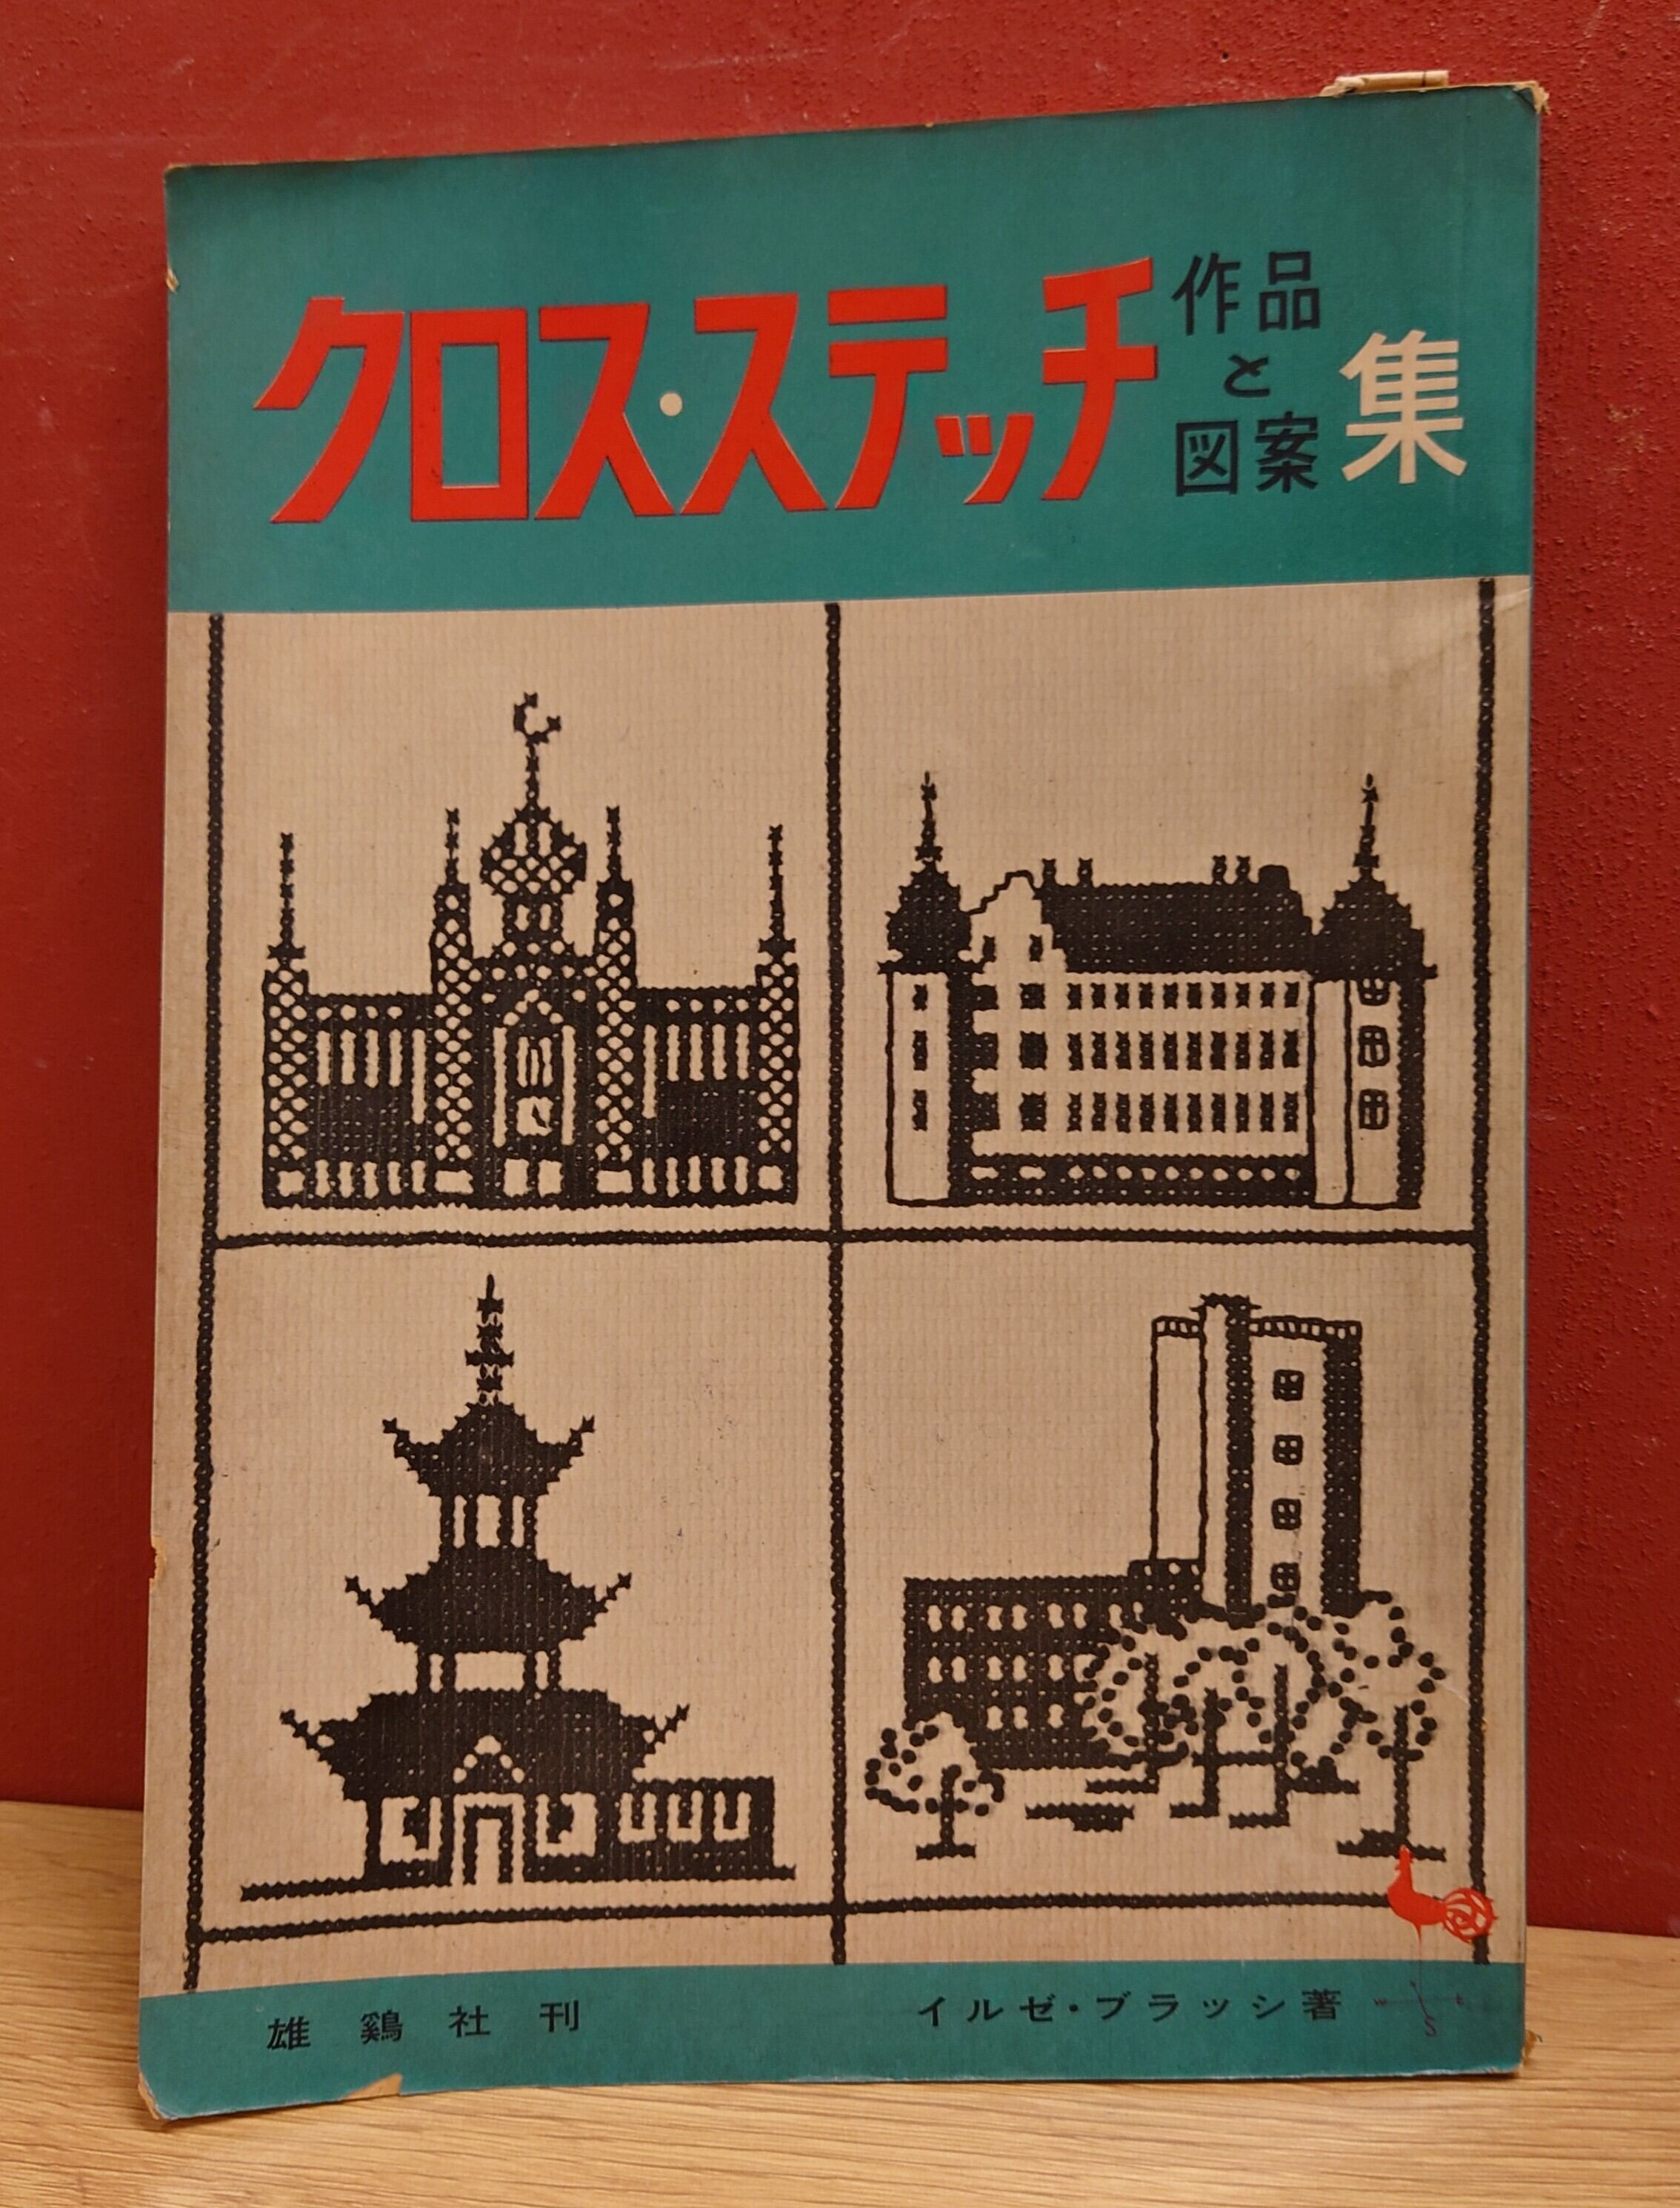 クロス・ステッチ
作品
と
図案
集
雄鷄社刊
イルゼ・ブラッシ著
S